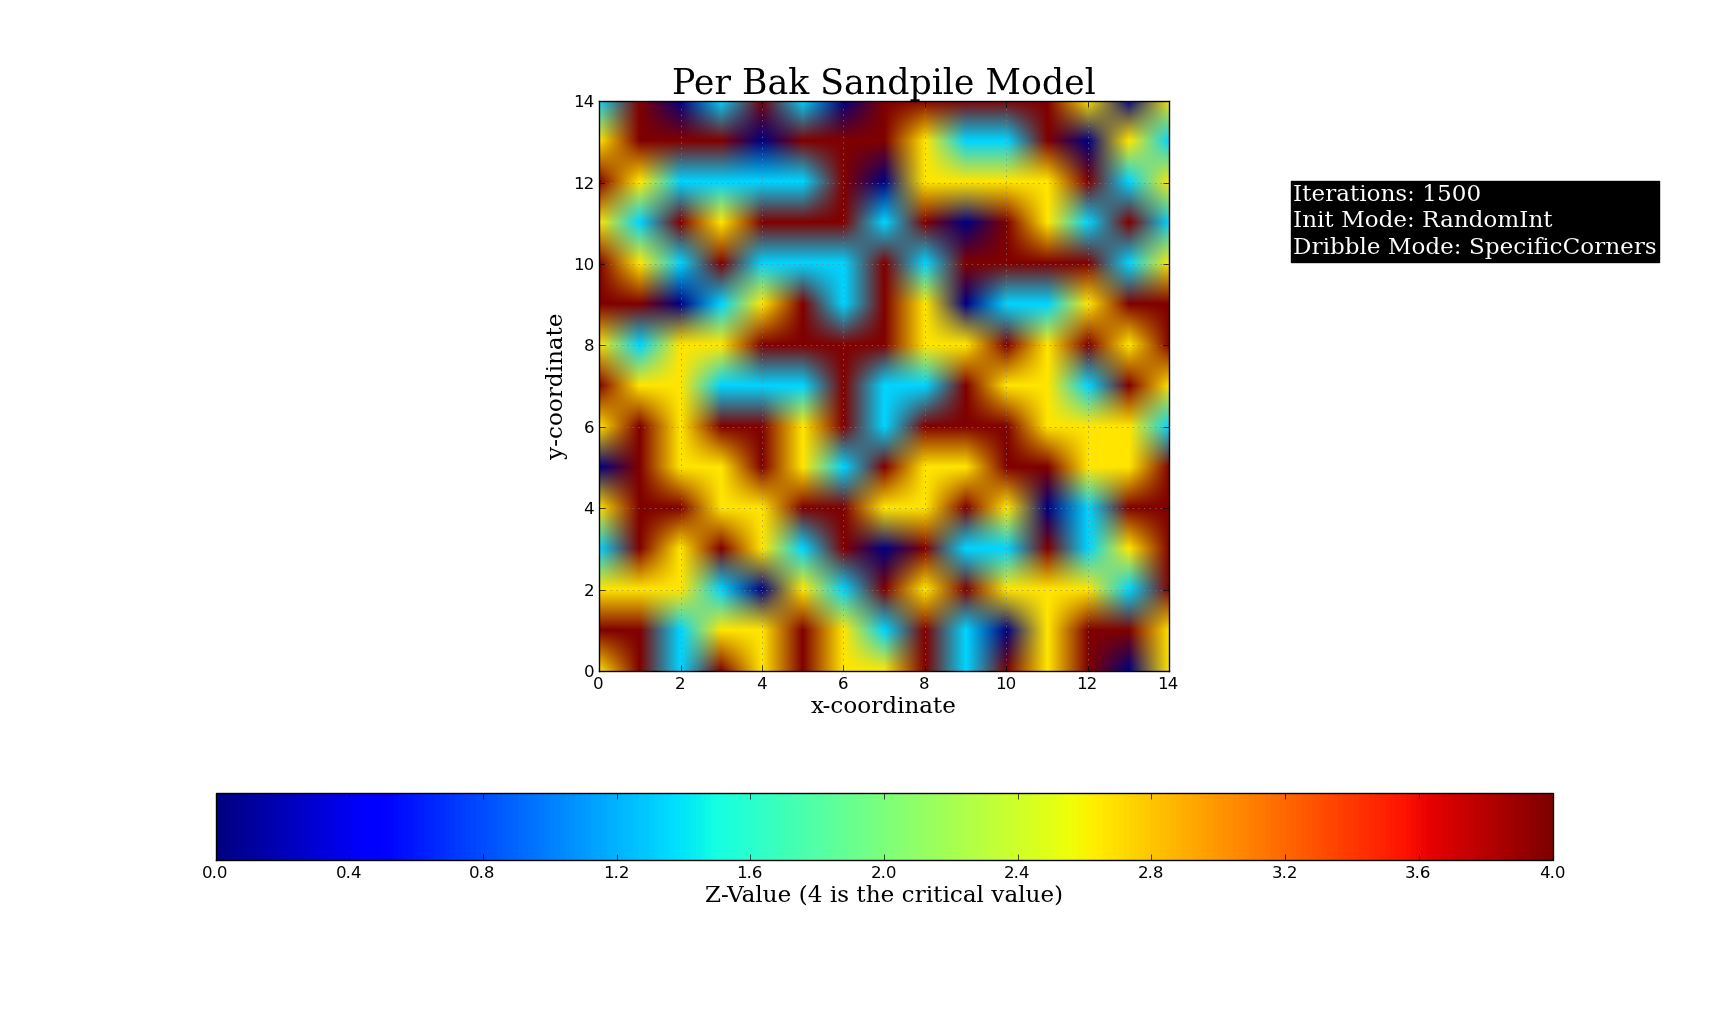 Per Bak Sandpile Model
14
12
10
8
6
4
2
0
y-coordinate
0 2 4 6 8 10 12 14
x-coordinate
Iterations: 1500
Init Mode: RandomInt
Dribble Mode: SpecificCorners
0.0 0.4 0.8 1.2 1.6 2.0 2.4 2.8 3.2 3.6 4.0
Z-Value (4 is the critical value)